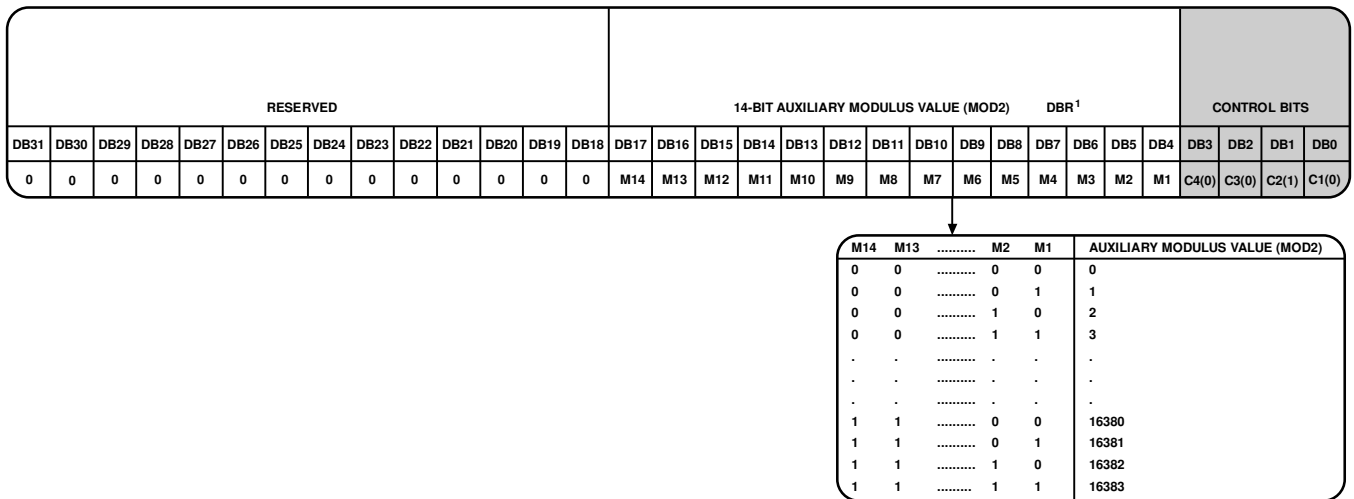 RESERVED 14-BIT AUXILIARY MODULUS VALUE (MOD2) DBR1 CONTROL BITS
DB31 DB30 DB29 DB28 DB27 DB26 DB25 DB24 DB23 DB22 DB21 DB20 DB19 DB18 DB17 DB16 DB15 DB14 DB13 DB12 DB11 DB10 DB9 DB8 DB7 DB6 DB5 DB4 DB3 DB2 DB1 DB0
0 0 0 0 0 0 0 0 0 0 0 0 0 0 M14 M13 M12 M11 M10 M9 M8 M7 M6 M5 M4 M3 M2 M1 C4(0) C3(0) C2(1) C1(0)
M14 M13 .......... M2 M1 AUXILIARY MODULUS VALUE (MOD2)
0 0 .......... 0 0 0
0 0 .......... 0 1 1
0 0 .......... 1 0 2
0 0 .......... 1 1 3
. . .......... . . .
. . .......... . . .
. . .......... . . .
1 1 .......... 0 0 16380
1 1 .......... 0 1 16381
1 1 .......... 1 0 16382
1 1 ......... 1 1 16383